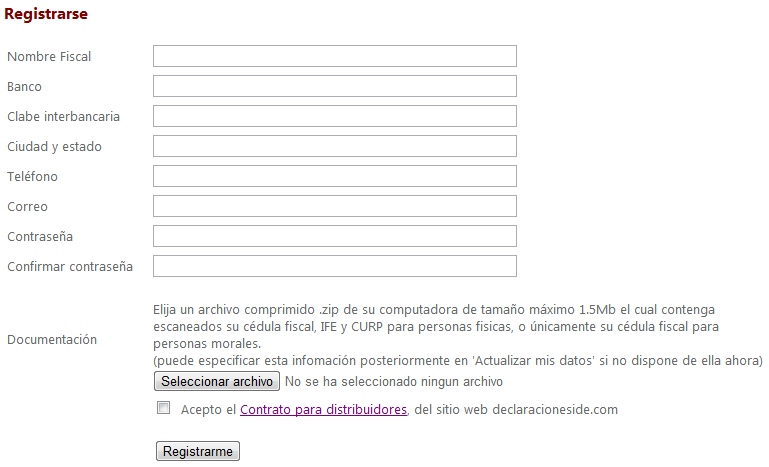 Registrarse
Nombre Fiscal
Banco
Clabe interbancaria
Ciudad y estado
Teléfono
Correo
Contraseña
Confirmar contraseña
Documentación
Elija un archivo comprimido .zip de su computadora de tamaño máximo 1.5Mb el cual contenga
escaneados su cédula fiscal, IFE y CURP para personas fisicas, o únicamente su cédula fiscal para
personas morales.
(puede especificar esta infomación posteriormente en 'Actualizar mis datos' si no dispone de ella ahora)
Seleccionar archivo No se ha seleccionado ningun archivo
Acepto el Contrato para distribuidores, del sitio web declaracioneside.com
Registrarme